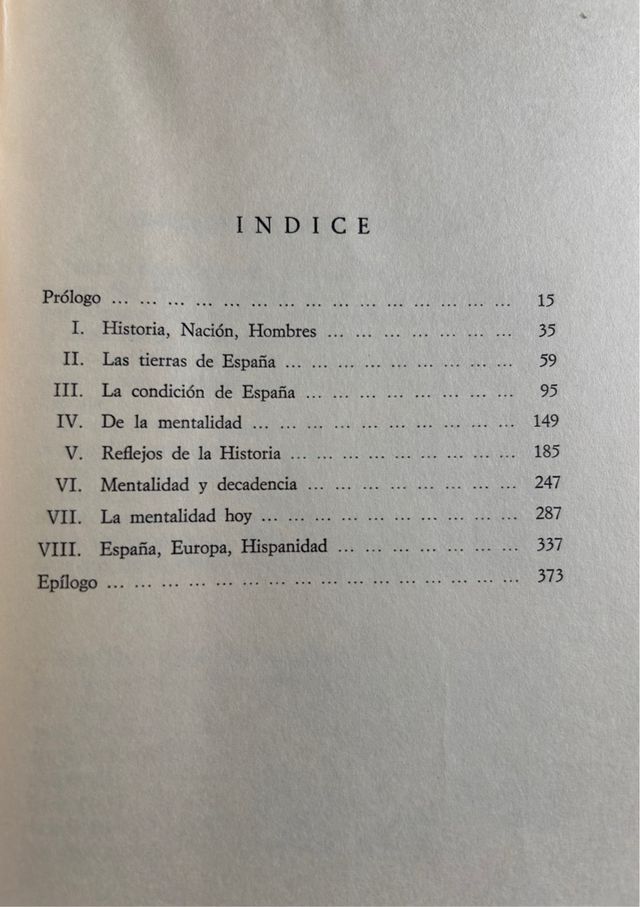 INDICE
Prólogo ... ... ... ... ... ... ... ... ... ... ... ... ... ... ... 15
I. Historia, Nación, Hombres ... ... ... ... ... ... ... 35
II. Las tierras de España ... ... ... ... ... ... ... ... ... 59
III. La condición de España ... ... ... ... ... ... ... ... 95
IV. De la mentalidad ... ... ... ... ... ... ... ... ... ... 149
V. Reflejos de la Historia ... ... ... ... ... ... ... ... ... 185
VI. Mentalidad y decadencia ... ... ... ... ... ... ... ... 247
VII. La mentalidad hoy ... ... ... ... ... ... ... ... ... ... 287
VIII. España, Europa, Hispanidad ... ... ... ... ... ... ... 337
Epílogo ... ... ... ... ... ... ... ... ... ... ... ... ... ... ... 373